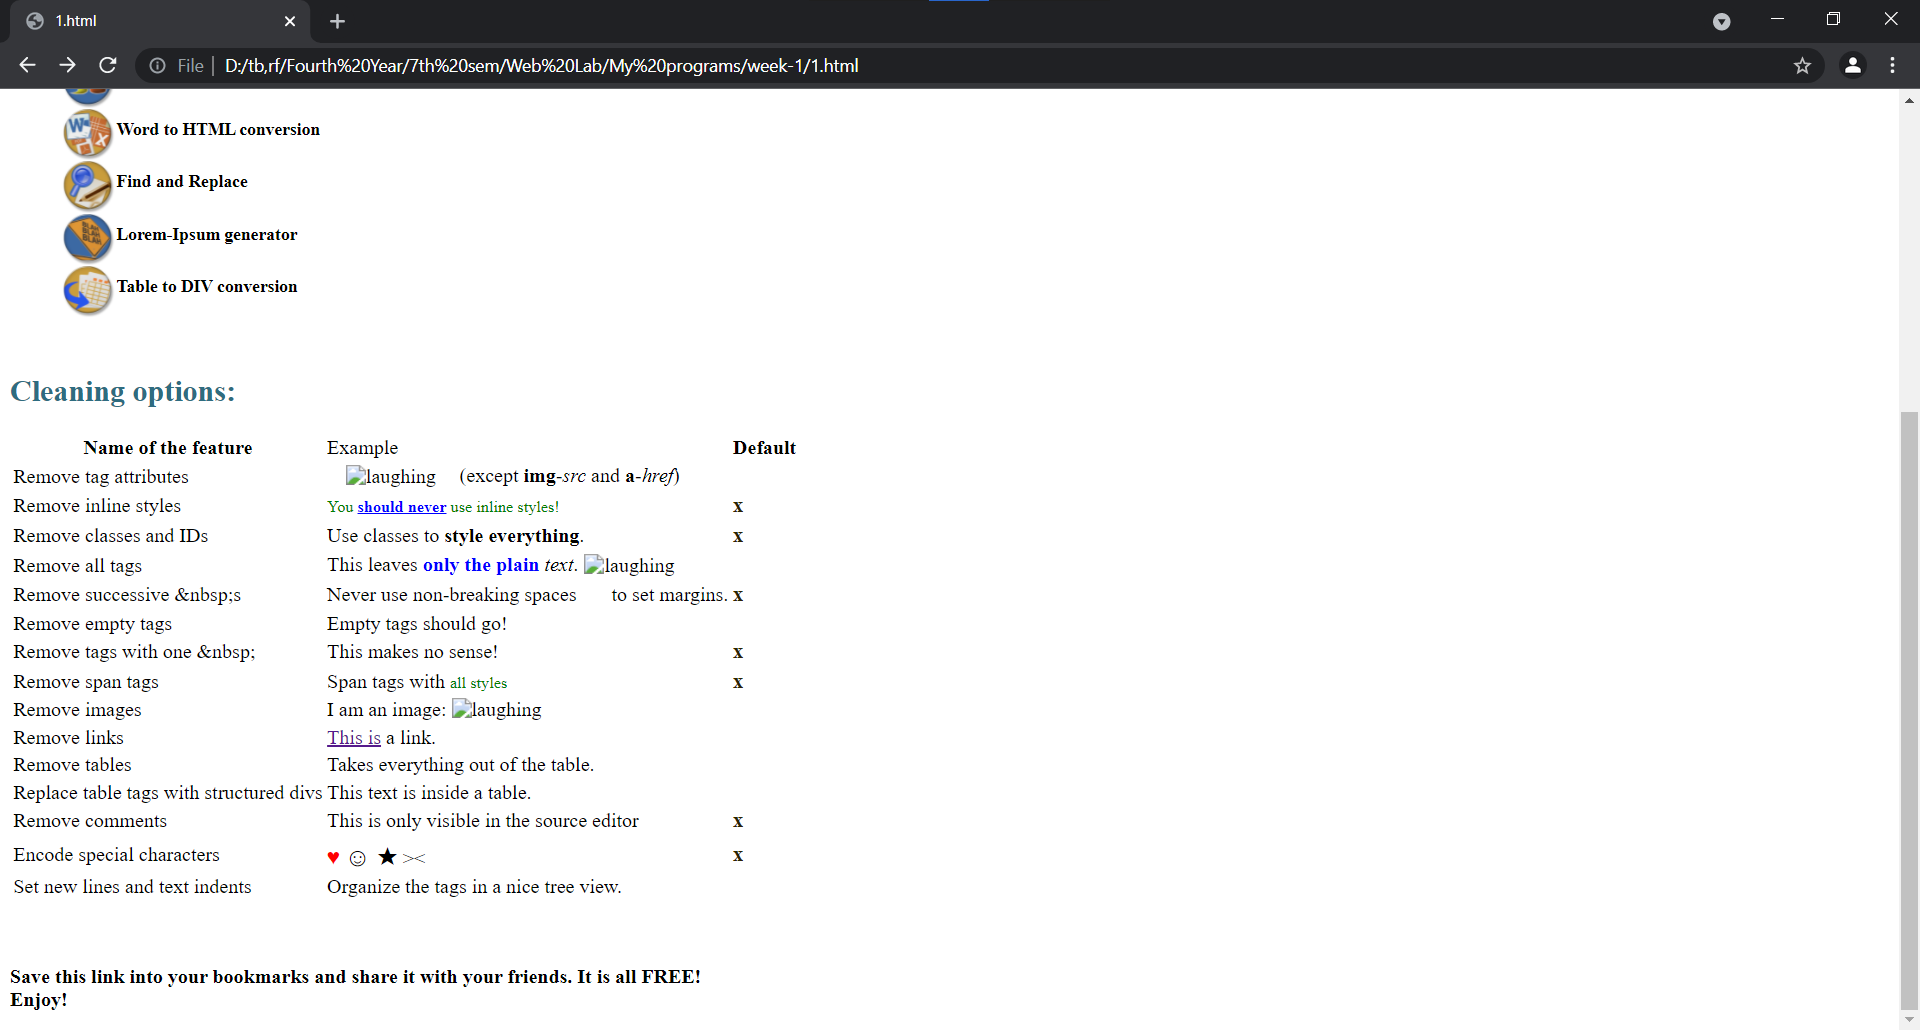 1.html
File | D:/tb,rf/Fourth%20Year/7th%20sem/Web%20Lab/My%20programs/week-1/1.html
Word to HTML conversion
Find and Replace
BLAH BLAH BLAH
Lorem-Ipsum generator
Table to DIV conversion
Cleaning options:
Name of the feature Example Default
Remove tag attributes laughing (except img-src and a-href)
Remove inline styles You should never use inline styles! x
Remove classes and IDs Use classes to style everything. x
Remove all tags This leaves only the plain text. laughing
Remove successive &nbsp;s Never use non-breaking spaces to set margins. x
Remove empty tags Empty tags should go!
Remove tags with one &nbsp; This makes no sense! x
Remove span tags Span tags with all styles x
Remove images I am an image: laughing
Remove links This is a link.
Remove tables Takes everything out of the table.
Replace table tags with structured divs This text is inside a table.
Remove comments This is only visible in the source editor x
Encode special characters ♥ ☺ ★ >< x
Set new lines and text indents Organize the tags in a nice tree view.
Save this link into your bookmarks and share it with your friends. It is all FREE!
Enjoy!